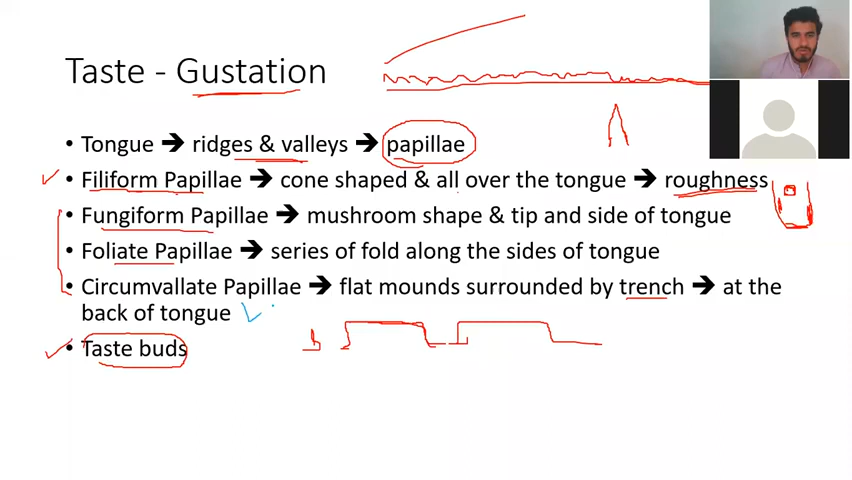 Taste - Gustation
• Tongue ➔ ridges & valleys ➔ papillae
• Filiform Papillae ➔ cone shaped & all over the tongue ➔ roughness
• Fungiform Papillae ➔ mushroom shape & tip and side of tongue
• Foliate Papillae ➔ series of fold along the sides of tongue
• Circumvallate Papillae ➔ flat mounds surrounded by trench ➔ at the
back of tongue
• Taste buds